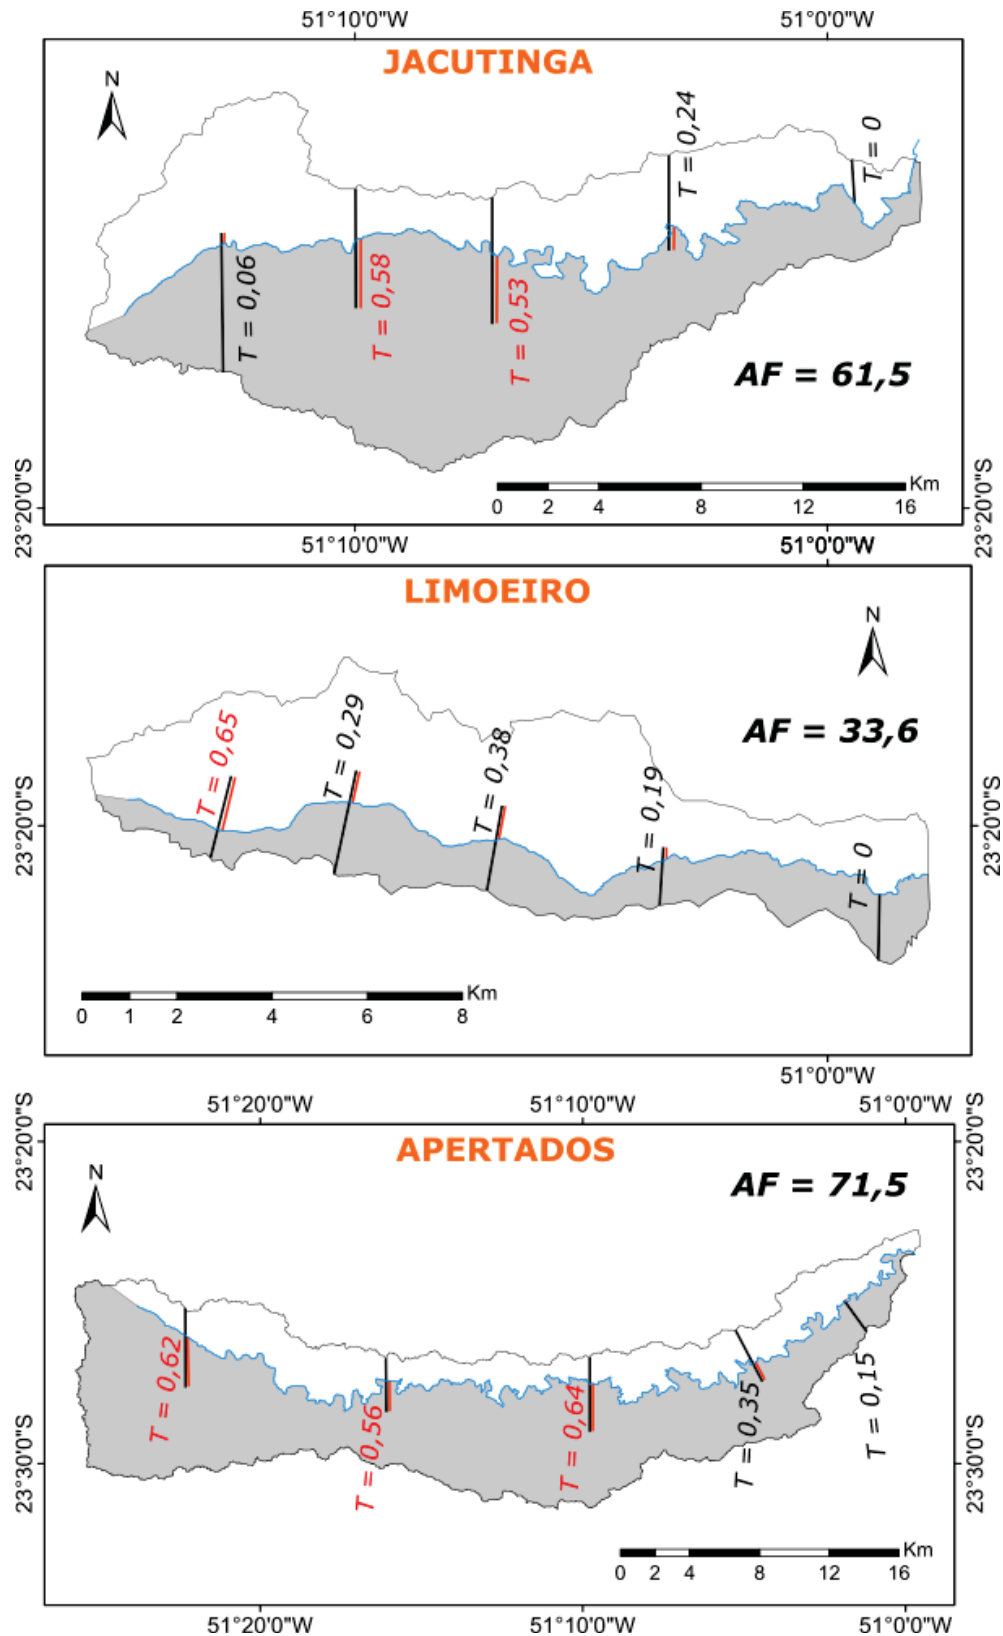 51°10'0"W 51°0'0"W
JACUTINGA
N
T = 0,06
T = 0,58
T = 0,53
T = 0,24
T = 0
AF = 61,5
Km
0 2 4 8 12 16
23°20'0"S 23°20'0"S
51°10'0"W 51°0'0"W
LIMOEIRO
N
T = 0,65
T = 0,29
T = 0,38
T = 0,19
T = 0
AF = 33,6
23°20'0"S 23°20'0"S
Km
0 1 2 4 6 8
51°0'0"W
51°20'0"W 51°10'0"W 51°0'0"W
23°20'0"S 23°20'0"S
APERTADOS
N
AF = 71,5
T = 0,62
T = 0,56
T = 0,64
T = 0,35
T = 0,15
23°30'0"S 23°30'0"S
Km
0 2 4 8 12 16
51°20'0"W 51°10'0"W 51°0'0"W